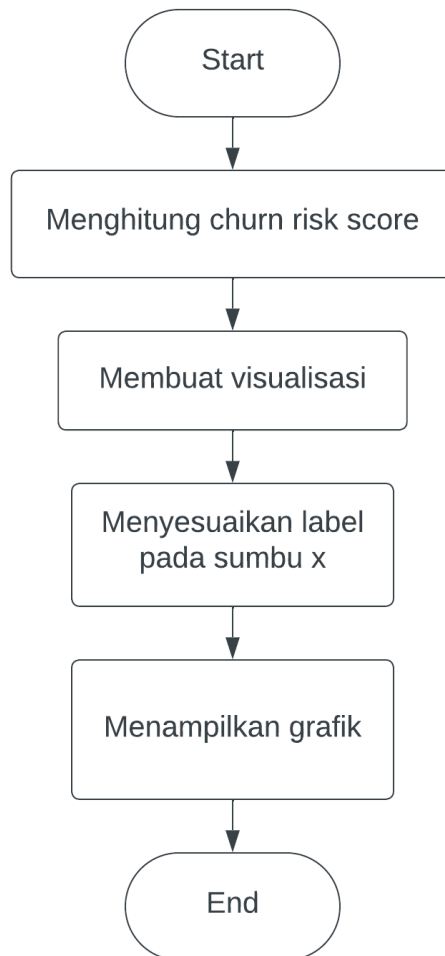 Start
Menghitung churn risk score
Membuat visualisasi
Menyesuaikan label
pada sumbu x
Menampilkan grafik
End